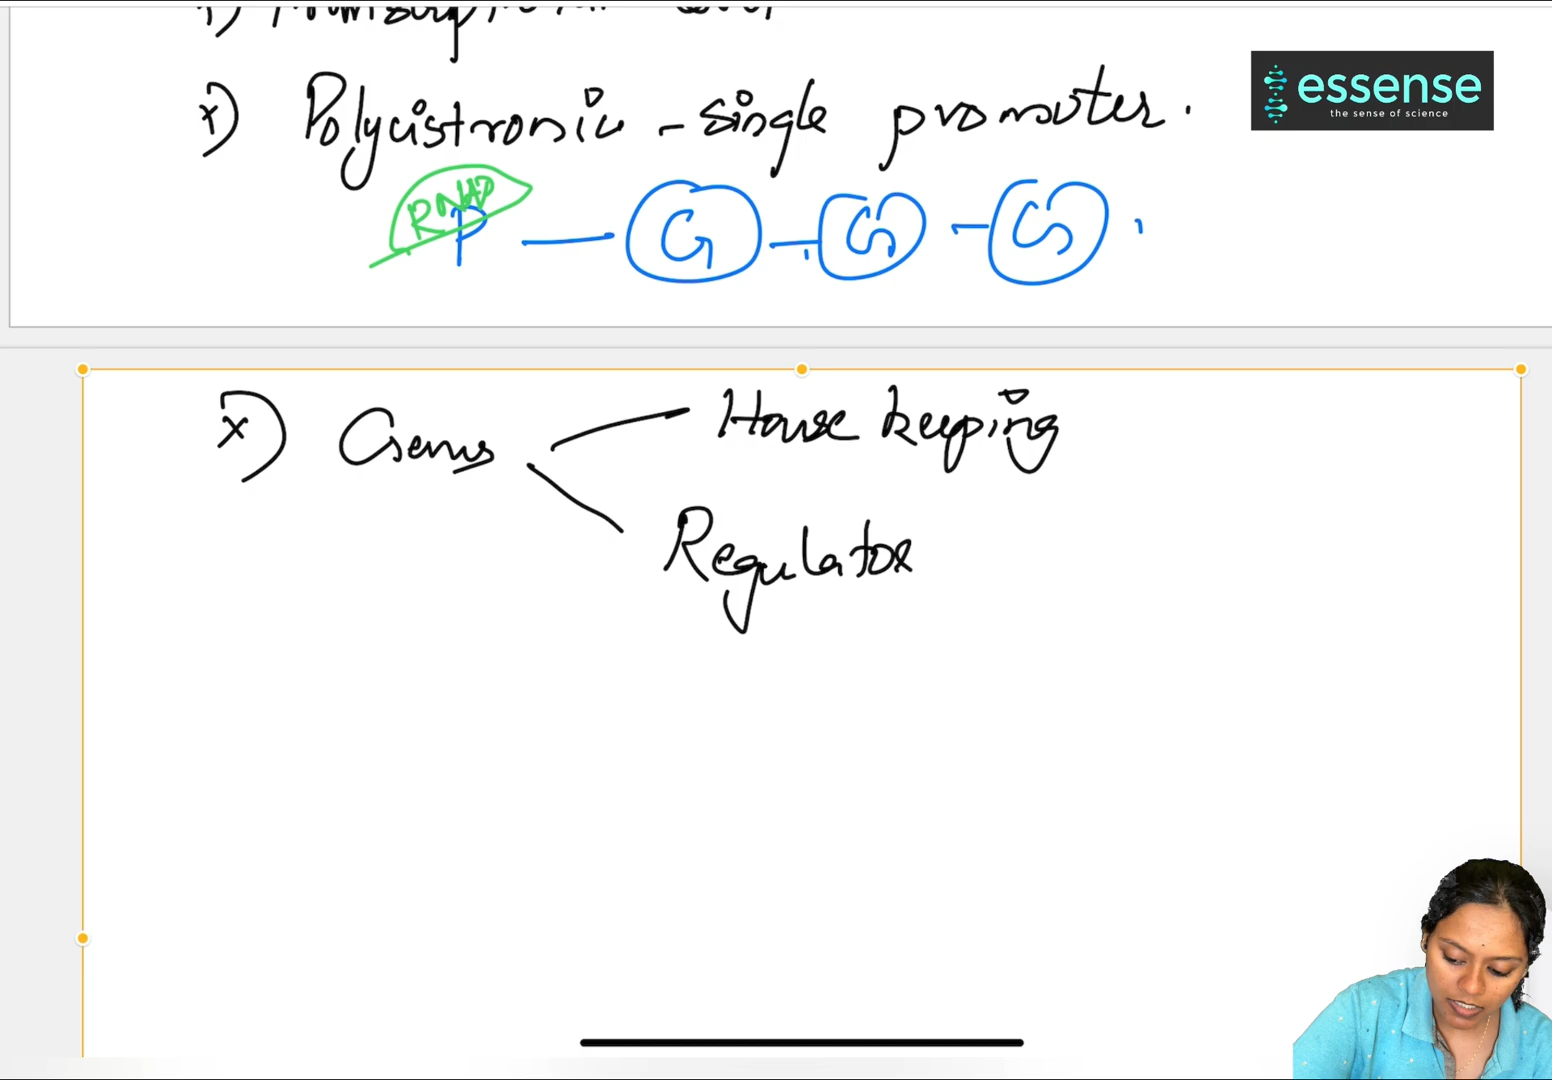 *) Polycistronic - single promoter.
essense
the sense of science
RNAP
P — G — G — G
*) Genes
House keeping
Regulator